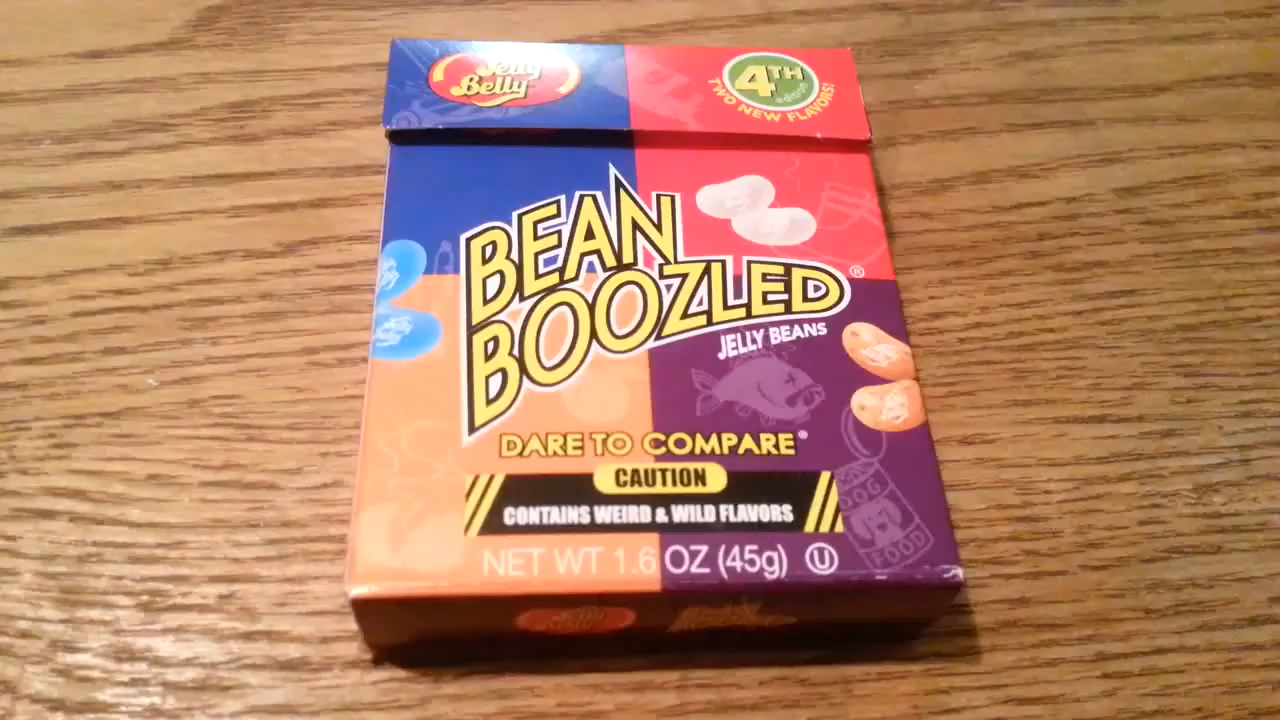 Jelly
Belly
4TH
edition
TWO NEW FLAVORS!
BEAN
BOOZLED®
JELLY BEANS
DARE TO COMPARE®
CAUTION
CONTAINS WEIRD & WILD FLAVORS
DOG
FOOD
NET WT 1.6 OZ (45g) U